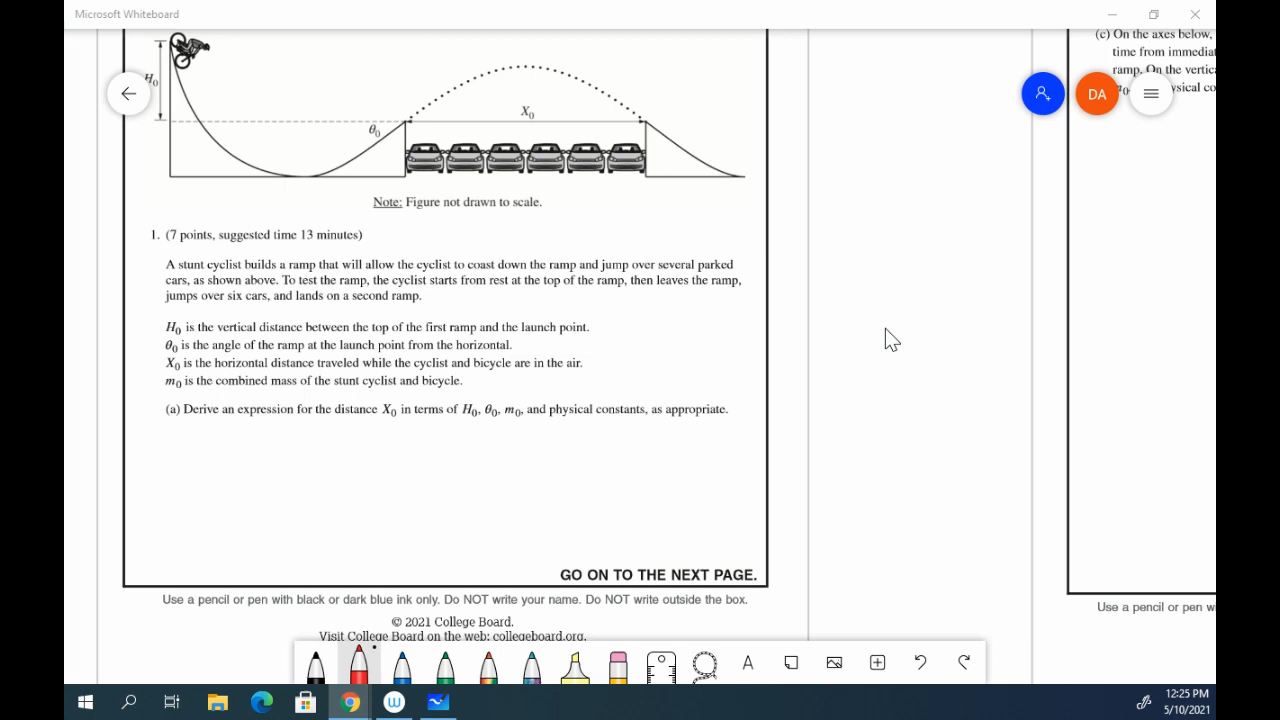 Microsoft Whiteboard
H0
θ0
X0
Note: Figure not drawn to scale.
1. (7 points, suggested time 13 minutes)
A stunt cyclist builds a ramp that will allow the cyclist to coast down the ramp and jump over several parked
cars, as shown above. To test the ramp, the cyclist starts from rest at the top of the ramp, then leaves the ramp,
jumps over six cars, and lands on a second ramp.
H0 is the vertical distance between the top of the first ramp and the launch point.
θ0 is the angle of the ramp at the launch point from the horizontal.
X0 is the horizontal distance traveled while the cyclist and bicycle are in the air.
m0 is the combined mass of the stunt cyclist and bicycle.
(a) Derive an expression for the distance X0 in terms of H0, θ0, m0, and physical constants, as appropriate.
GO ON TO THE NEXT PAGE.
Use a pencil or pen with black or dark blue ink only. Do NOT write your name. Do NOT write outside the box.
© 2021 College Board.
Visit College Board on the web: collegeboard.org.
(c) On the axes below,
time from immediat
ramp. On the vertica
DA
Use a pencil or pen w
A
W
12:25 PM
5/10/2021